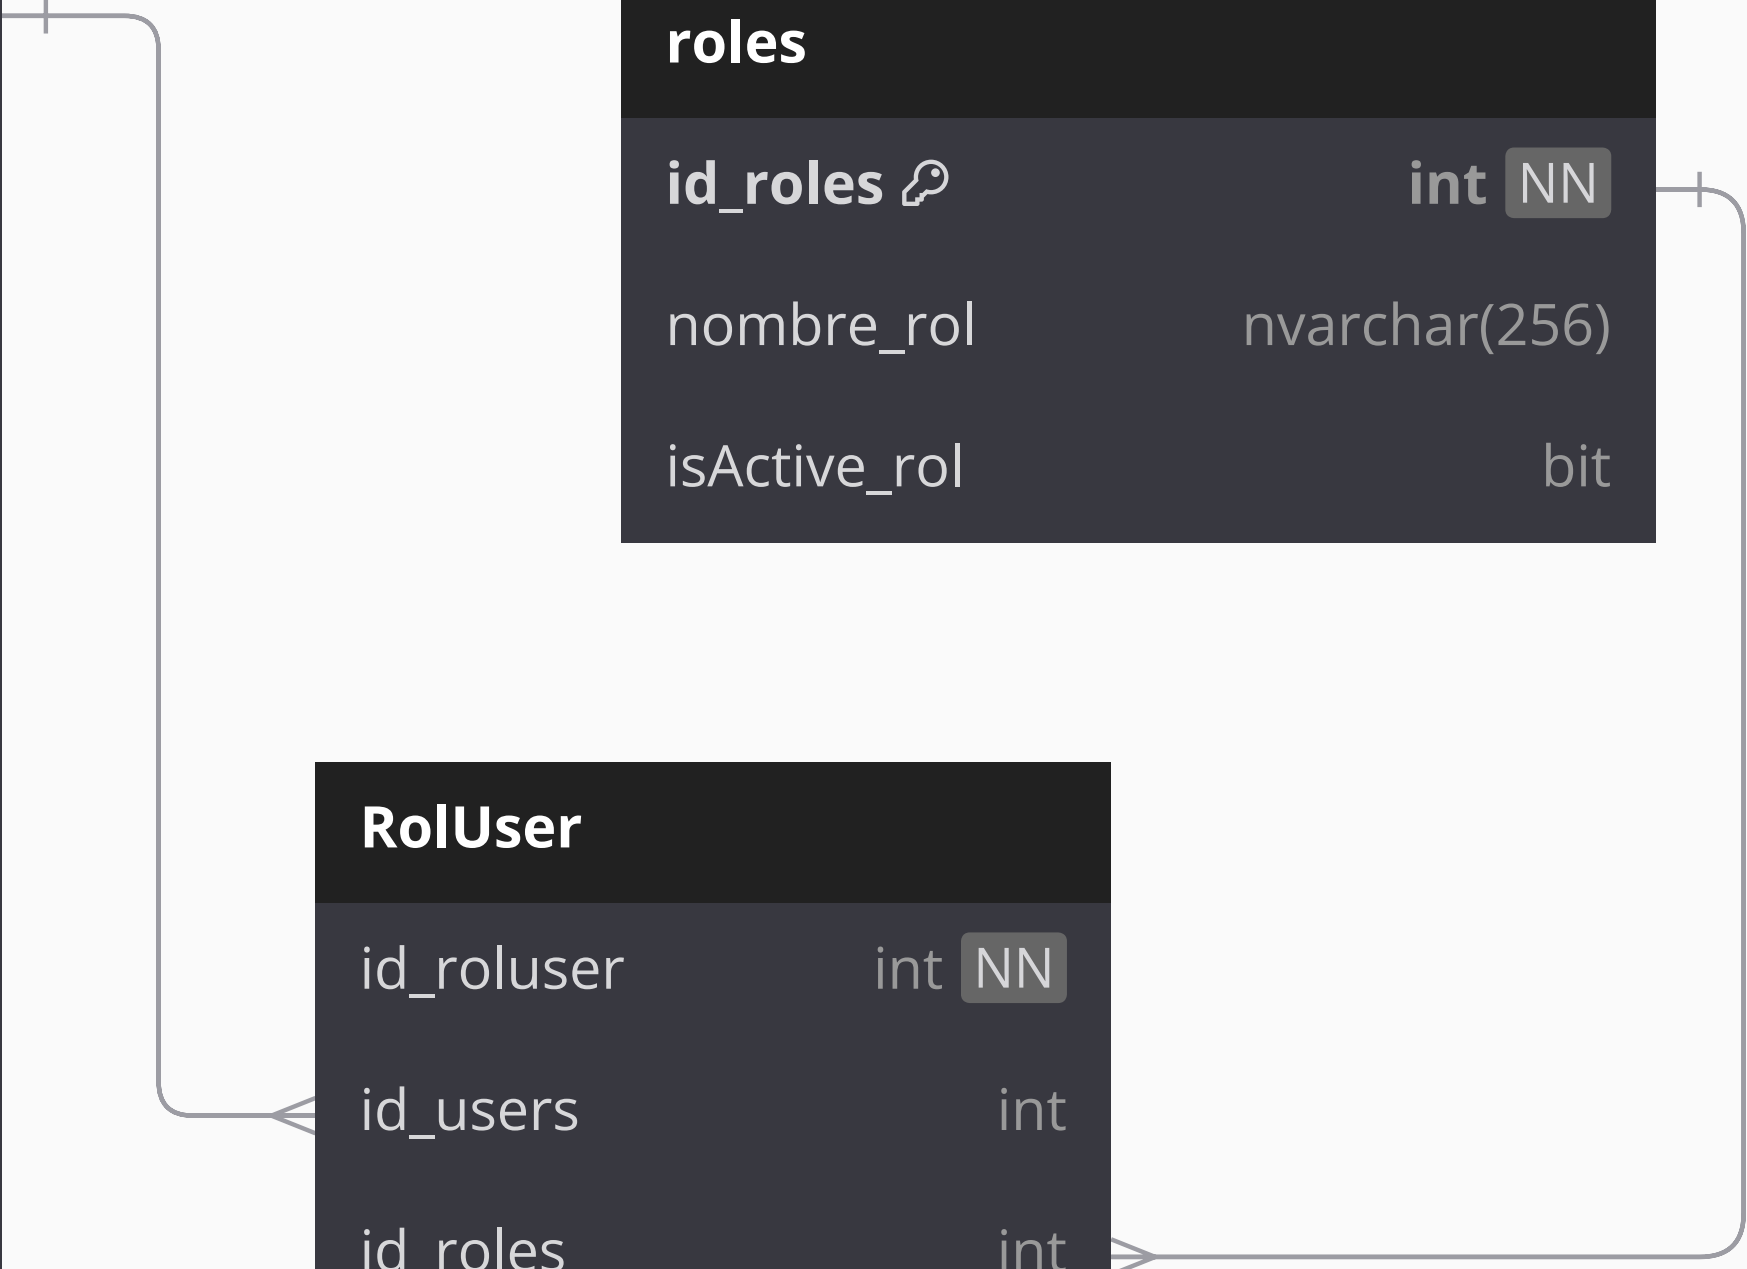 roles
id_roles int NN
nombre_rol nvarchar(256)
isActive_rol bit
RolUser
id_roluser int NN
id_users int
id_roles int